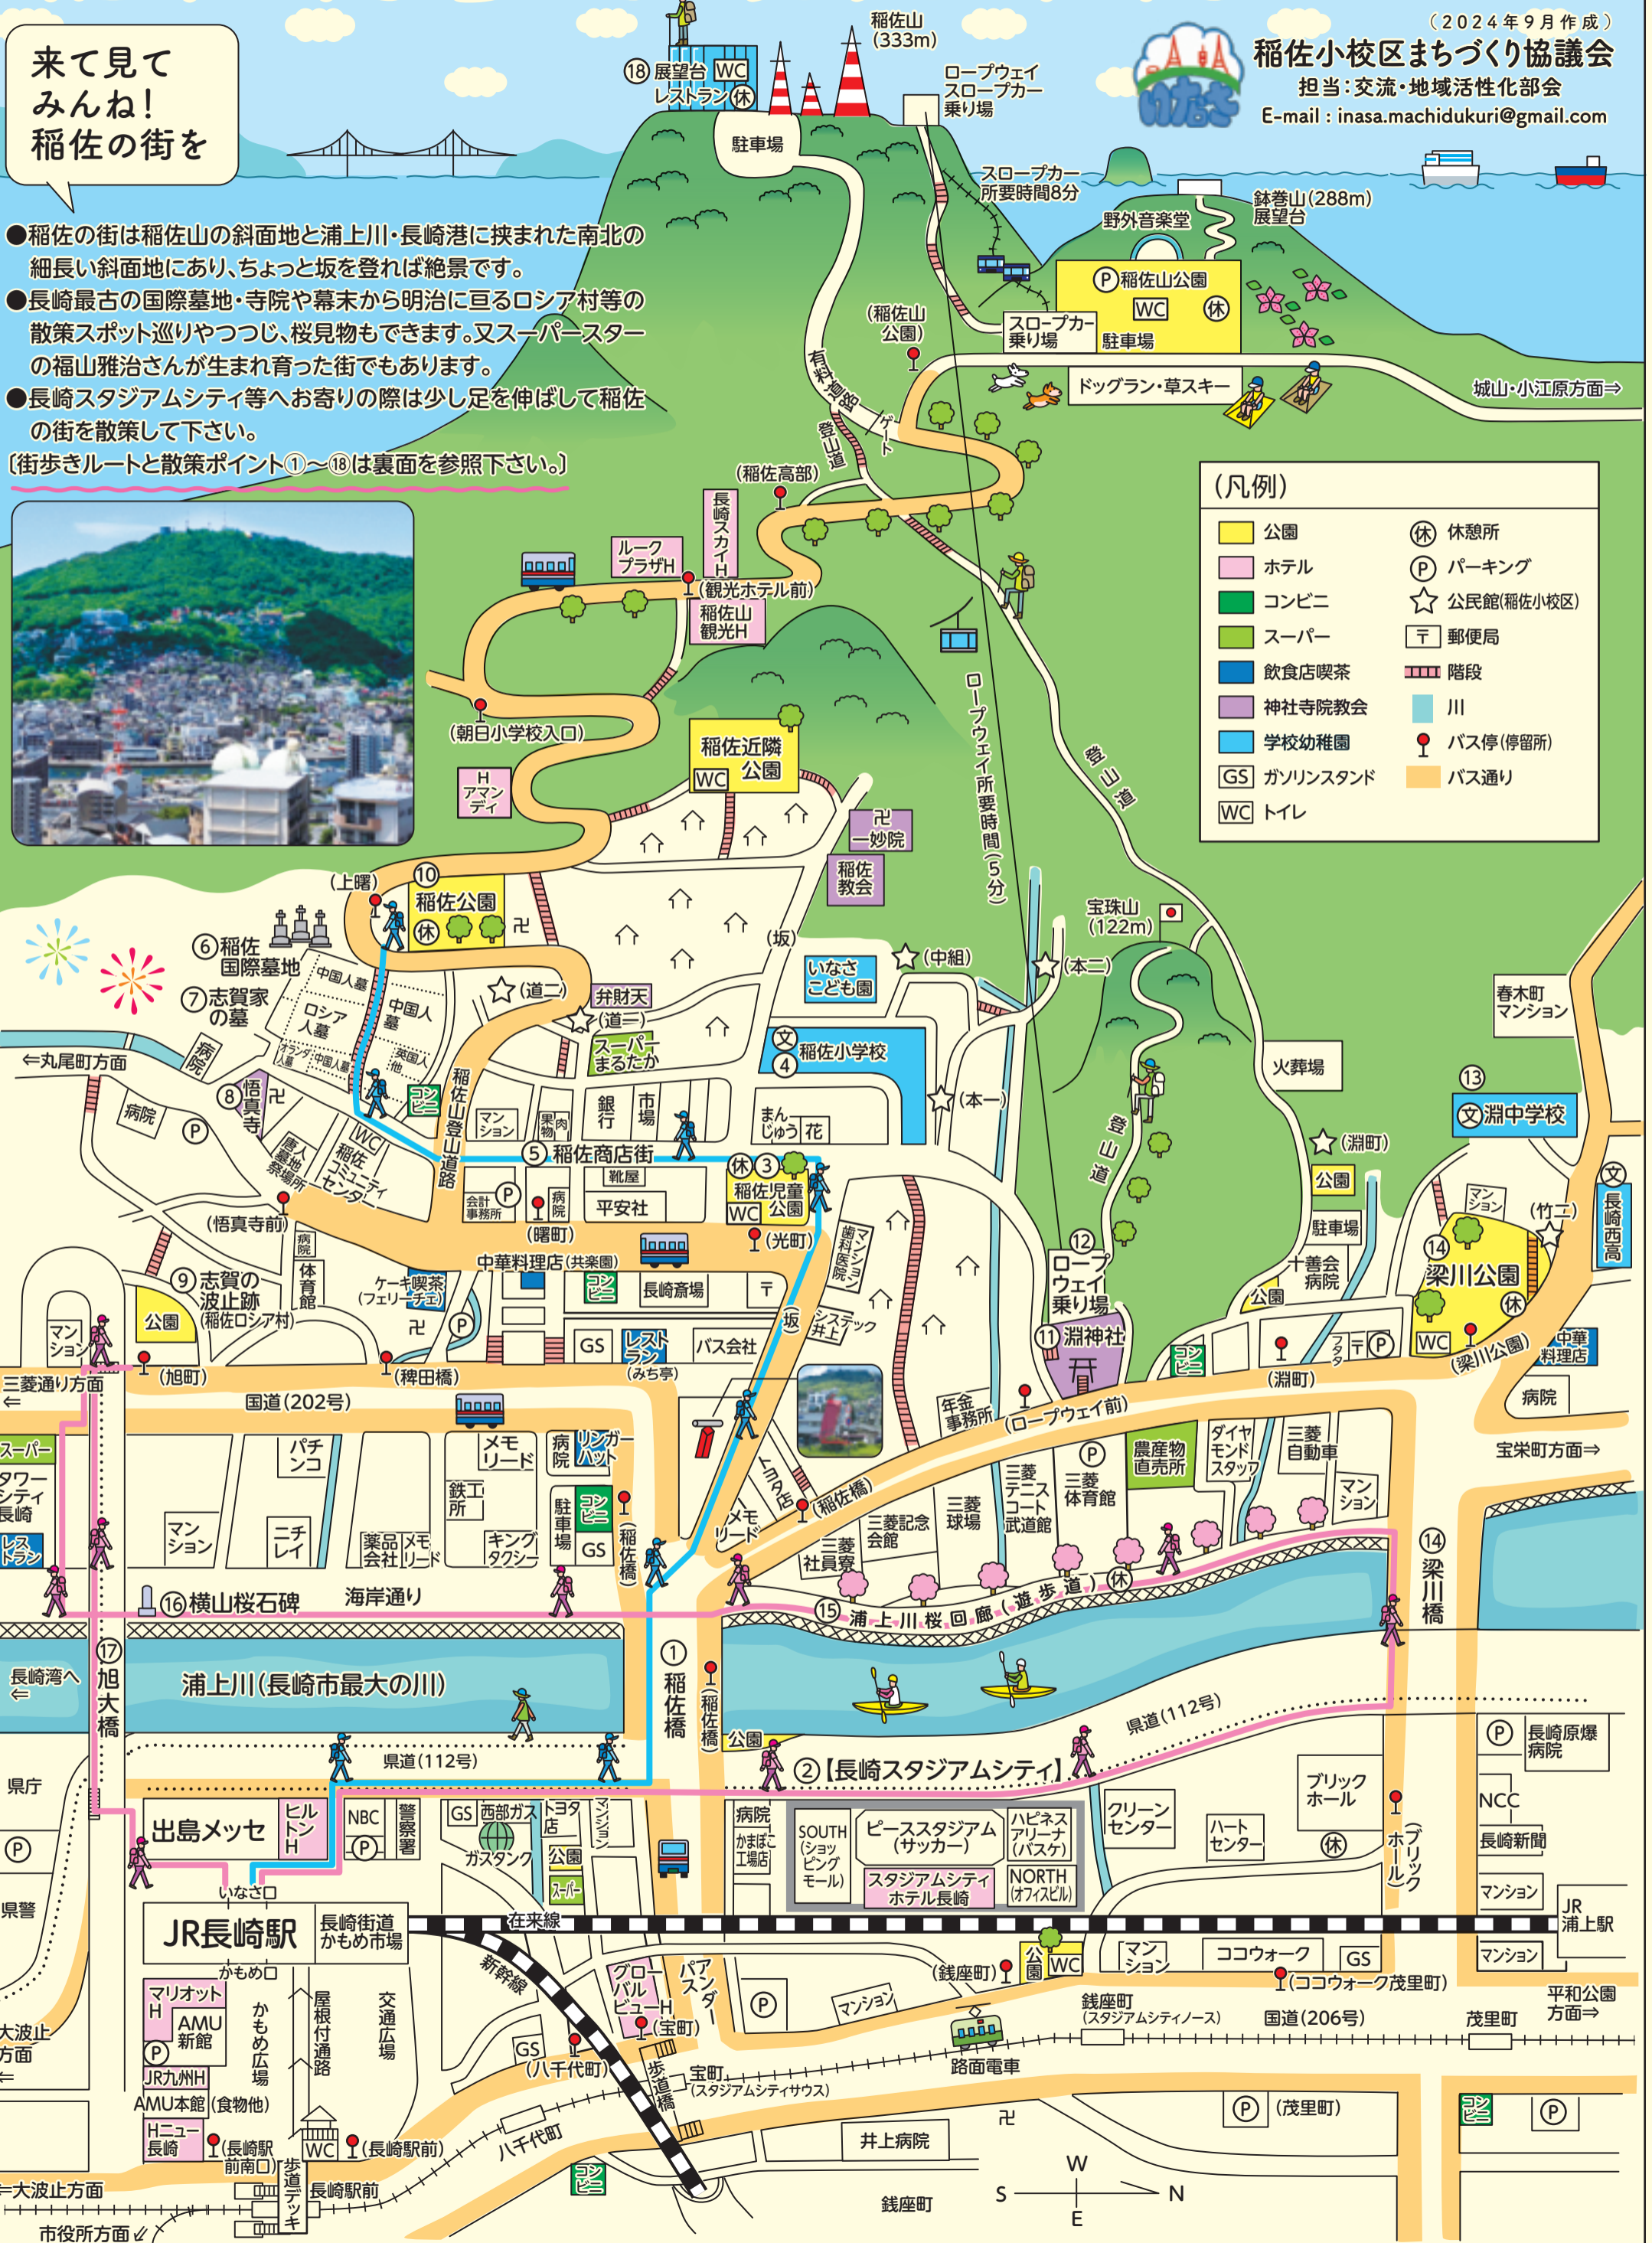 来て見て
みんね!
稲佐の街を
⑱展望台 WC
レストラン 休
駐車場
稲佐山
(333m)
ロープウェイ
スロープカー
乗り場
(2024年9月作成)
稲佐小校区まちづくり協議会
担当:交流・地域活性化部会
E-mail : inasa.machidukuri@gmail.com
いなさ
●稲佐の街は稲佐山の斜面地と浦上川・長崎港に挟まれた南北の
細長い斜面地にあり、ちょっと坂を登れば絶景です。
●長崎最古の国際墓地・寺院や幕末から明治に亘るロシア村等の
散策スポット巡りやつつじ、桜見物もできます。又スーパースター
の福山雅治さんが生まれ育った街でもあります。
●長崎スタジアムシティ等へお寄りの際は少し足を伸ばして稲佐
の街を散策して下さい。
〔街歩きルートと散策ポイント①〜⑱は裏面を参照下さい。〕
スロープカー
所要時間8分
野外音楽堂
鉢巻山(288m)
展望台
P 稲佐山公園
WC 休
スロープカー
乗り場
駐車場
(稲佐山
公園)
ドッグラン・草スキー
城山・小江原方面⇒
有料道路
ゲート
登山道
(稲佐高部)
長崎スカイH
ルーク
プラザH
(観光ホテル前)
稲佐山
観光H
(凡例)
公園
ホテル
コンビニ
スーパー
飲食店喫茶
神社寺院教会
学校幼稚園
GS ガソリンスタンド
WC トイレ
休 休憩所
P パーキング
☆ 公民館(稲佐小校区)
〒 郵便局
階段
川
バス停(停留所)
バス通り
ロープウェイ所要時間(5分)
登山道
(朝日小学校入口)
H
アマン
ディ
稲佐近隣
公園
WC
卍
一妙院
稲佐
教会
(上曙)
⑩
稲佐公園
休
卍
⑥稲佐
国際墓地
⑦志賀家
の墓
中国人墓
ロシア
人墓
中国人
墓
オランダ
人墓
中国人墓
英国人
他
(道二)
弁財天
(道一)
スーパー
まるたか
(坂)
いなさ
こども園
(中組)
(本二)
宝珠山
(122m)
文
④ 稲佐小学校
(本一)
春木町
マンション
火葬場
⑬
文 淵中学校
(淵町)
公園
駐車場
⇐丸尾町方面
病院
病院
P
⑧悟真寺 卍
コンビニ
稲佐山登山道路
唐人墓地祭場所
WC
稲佐
コミュニティ
センター
マンション
果物
肉
銀行
市場
まん
じゅう
花
⑤稲佐商店街
会計
事務所
P
病院
靴屋
平安社
休③
稲佐児童
公園
WC
(曙町)
(光町)
(悟真寺前)
病院
体育館
中華料理店(共楽園)
ケーキ喫茶
(フェリーチェ)
コンビニ
長崎斎場
〒
歯科医院
マンション
システック
井上
登山道
⑫
ロープ
ウェイ
乗り場
⑪淵神社
十善会
病院
公園
マンション
(竹二)
⑭
梁川公園
休
WC
文
長崎西高
(梁川公園)
中華
料理店
病院
⑨志賀の
波止跡
(稲佐ロシア村)
公園
マンション
(旭町)
卍
P
GS
レスト
ラン
(みち亭)
バス会社
(坂)
(稗田橋)
三菱通り方面
⇐
国道(202号)
年金
事務所
(ロープウェイ前)
コンビニ
(淵町)
フタタ
〒P
宝栄町方面⇒
スーパー
タワー
シティ
長崎
レストラン
パチンコ
マンション
ニチレイ
薬品
会社
メモリード
鉄工所
メモ
リード
キング
タクシー
病院
リンガー
ハット
駐車場
コンビニ
GS
(稲佐橋)
メモリード
トヨタ店
(稲佐橋)
三菱
社員寮
三菱記念
会館
三菱
球場
三菱
テニス
コート
武道館
P
三菱
体育館
農産物
直売所
ダイヤ
モンド
スタッフ
三菱
自動車
マンション
⑯横山桜石碑
海岸通り
⑮浦上川桜回廊(遊歩道)休
⑭梁川橋
長崎湾へ
⇐
⑰旭大橋
浦上川(長崎市最大の川)
①稲佐橋
(稲佐橋)
公園
県道(112号)
県道(112号)
②【長崎スタジアムシティ】
P 長崎原爆
病院
県庁
P
県警
出島メッセ
ヒルトンH
NBC
P
警察署
GS
西部ガス
ガスタンク
トヨタ
店
公園
スーパー
マンション
病院
かまぼこ
工場店
SOUTH
(ショッ
ピング
モール)
ピーススタジアム
(サッカー)
ハピネス
アリーナ
(バスケ)
スタジアムシティ
ホテル長崎
NORTH
(オフィスビル)
クリーン
センター
ハート
センター
ブリック
ホール
休
(ブリックホール)
NCC
長崎新聞
マンション
JR
浦上駅
いなさ口
JR長崎駅
長崎街道
かもめ市場
かもめ口
在来線
新幹線
マリオット
H
AMU
新館
P
JR九州H
AMU本館(食物他)
Hニュー
長崎
(長崎駅
前南口)
かもめ広場
屋根付通路
交通広場
WC
(長崎駅前)
歩道デッキ
長崎駅前
グロー
バル
ビューH
(宝町)
アンダーパス
GS
(八千代町)
八千代町
歩道橋
宝町
(スタジアムシティサウス)
P
マンション
(銭座町)
公園
WC
マンション
ココウォーク
GS
マンション
(ココウォーク茂里町)
銭座町
(スタジアムシティノース)
国道(206号)
茂里町
平和公園
方面⇒
路面電車
卍
P (茂里町)
コンビニ
P
井上病院
コンビニ
銭座町
W
S N
E
大波止
方面
⇐
⇐大波止方面
市役所方面